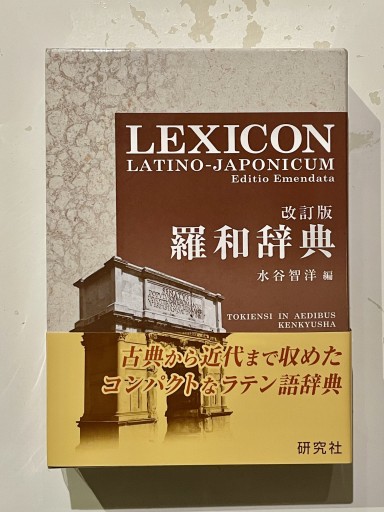 LEXICON
LATINO-JAPONICUM
Editio Emendata
改訂版
羅和辞典
水谷智洋 編
TOKIENSI IN AEDIBUS
KENKYUSHA
古典から近代まで収めた
コンパクトなラテン語辞典
研究社